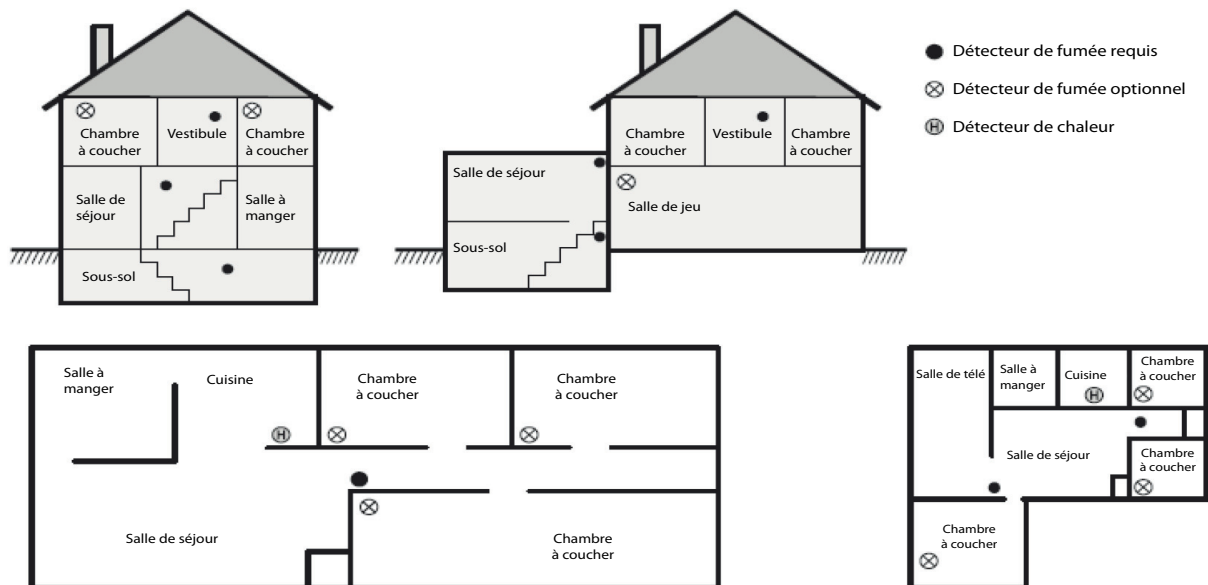 Détecteur de fumée requis
Détecteur de fumée optionnel
H Détecteur de chaleur
Chambre
à coucher
Vestibule
Chambre
à coucher
Salle de
séjour
Salle à
manger
Sous-sol
Chambre
à coucher
Vestibule
Chambre
à coucher
Salle de séjour
Salle de jeu
Sous-sol
Salle à
manger
Cuisine
H
Chambre
à coucher
Chambre
à coucher
Salle de séjour
Chambre
à coucher
Salle de télé
Salle à
manger
Cuisine
H
Chambre
à coucher
Salle de séjour
Chambre
à coucher
Chambre
à coucher